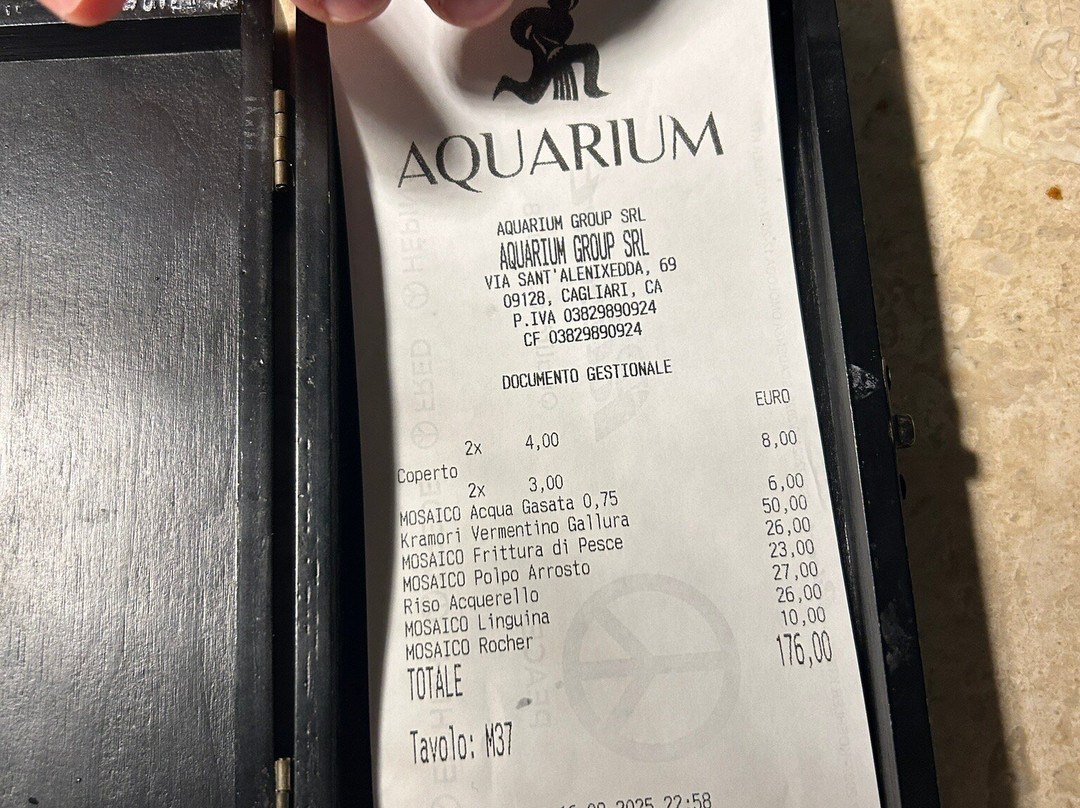 AQUARIUM
AQUARIUM GROUP SRL
AQUARIUM GROUP SRL
VIA SANT'ALENIXEDDA, 69
09128, CAGLIARI, CA
P.IVA 03829890924
CF 03829890924
DOCUMENTO GESTIONALE
EURO
2x 4,00 8,00
Coperto
2x 3,00 6,00
MOSAICO Acqua Gasata 0,75
Kramori Vermentino Gallura 50,00
MOSAICO Frittura di Pesce 26,00
MOSAICO Polpo Arrosto 23,00
Riso Acquerello 27,00
MOSAICO Linguina 26,00
MOSAICO Rocher 10,00
TOTALE 176,00
Tavolo: M37
2025 22:58